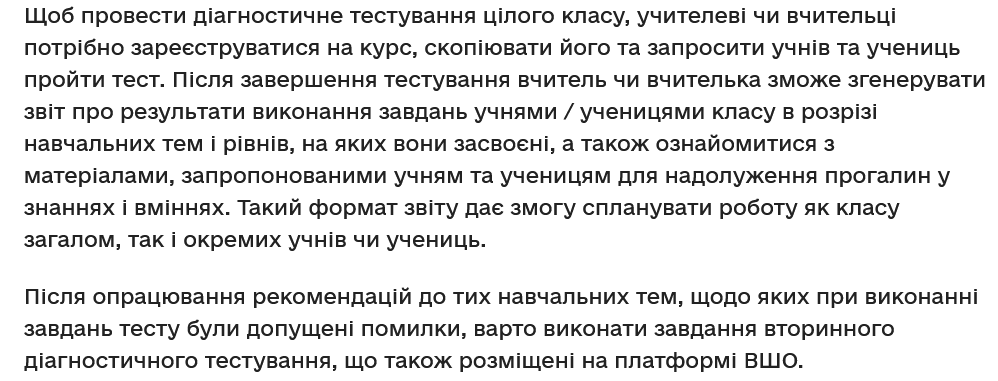 Щоб провести діагностичне тестування цілого класу, учителеві чи вчительці
потрібно зареєструватися на курс, скопіювати його та запросити учнів та учениць
пройти тест. Після завершення тестування вчитель чи вчителька зможе згенерувати
звіт про результати виконання завдань учнями / ученицями класу в розрізі
навчальних тем і рівнів, на яких вони засвоєні, а також ознайомитися з
матеріалами, запропонованими учням та ученицям для надолуження прогалин у
знаннях і вміннях. Такий формат звіту дає змогу спланувати роботу як класу
загалом, так і окремих учнів чи учениць.
Після опрацювання рекомендацій до тих навчальних тем, щодо яких при виконанні
завдань тесту були допущені помилки, варто виконати завдання вторинного
діагностичного тестування, що також розміщені на платформі ВШО.